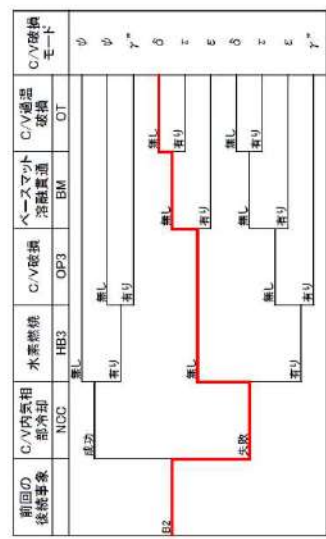 前回の
後続事象
C/V内気相
部冷却
水素燃焼
C/V破損
ベースマット
溶融貫通
C/V過温
破損
C/V破損
モード
NCC
HB3
OP3
BM
OT
B2
成功
失敗
無し
有り
無し
有り
無し
有り
無し
有り
無し
有り
無し
有り
無し
有り
無し
有り
ψ
ψ
γ"
δ
τ
ε
δ
τ
ε
γ"